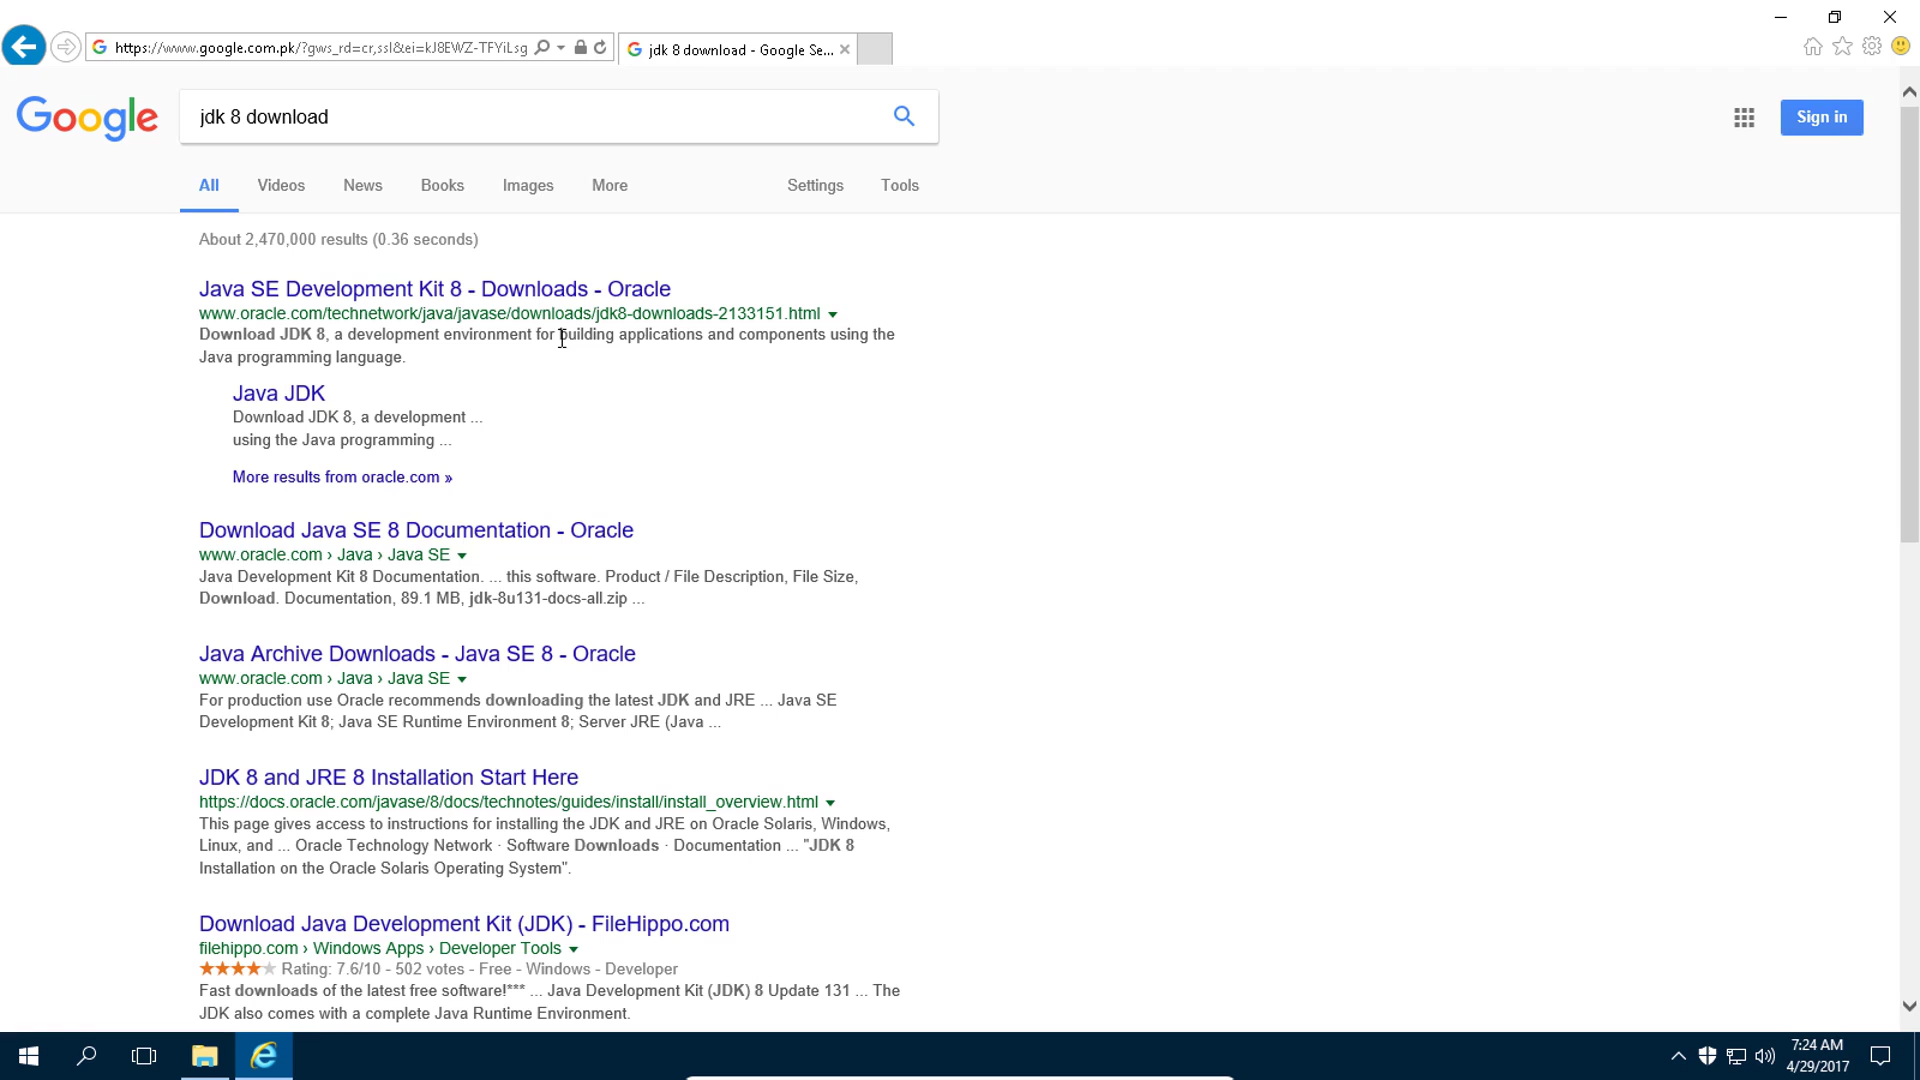 https://www.google.com.pk/?gws_rd=cr,ssl&ei=kJ8EWZ-TFYiLsg
jdk 8 download - Google Se...
Google
jdk 8 download
Sign in
All Videos News Books Images More Settings Tools
About 2,470,000 results (0.36 seconds)
Java SE Development Kit 8 - Downloads - Oracle
www.oracle.com/technetwork/java/javase/downloads/jdk8-downloads-2133151.html
Download JDK 8, a development environment for building applications and components using the
Java programming language.
Java JDK
Download JDK 8, a development ...
using the Java programming ...
More results from oracle.com »
Download Java SE 8 Documentation - Oracle
www.oracle.com › Java › Java SE
Java Development Kit 8 Documentation. ... this software. Product / File Description, File Size,
Download. Documentation, 89.1 MB, jdk-8u131-docs-all.zip ...
Java Archive Downloads - Java SE 8 - Oracle
www.oracle.com › Java › Java SE
For production use Oracle recommends downloading the latest JDK and JRE ... Java SE
Development Kit 8; Java SE Runtime Environment 8; Server JRE (Java ...
JDK 8 and JRE 8 Installation Start Here
https://docs.oracle.com/javase/8/docs/technotes/guides/install/install_overview.html
This page gives access to instructions for installing the JDK and JRE on Oracle Solaris, Windows,
Linux, and ... Oracle Technology Network · Software Downloads · Documentation ... "JDK 8
Installation on the Oracle Solaris Operating System".
Download Java Development Kit (JDK) - FileHippo.com
filehippo.com › Windows Apps › Developer Tools
Rating: 7.6/10 - 502 votes - Free - Windows - Developer
Fast downloads of the latest free software!*** ... Java Development Kit (JDK) 8 Update 131 ... The
JDK also comes with a complete Java Runtime Environment.
7:24 AM
4/29/2017